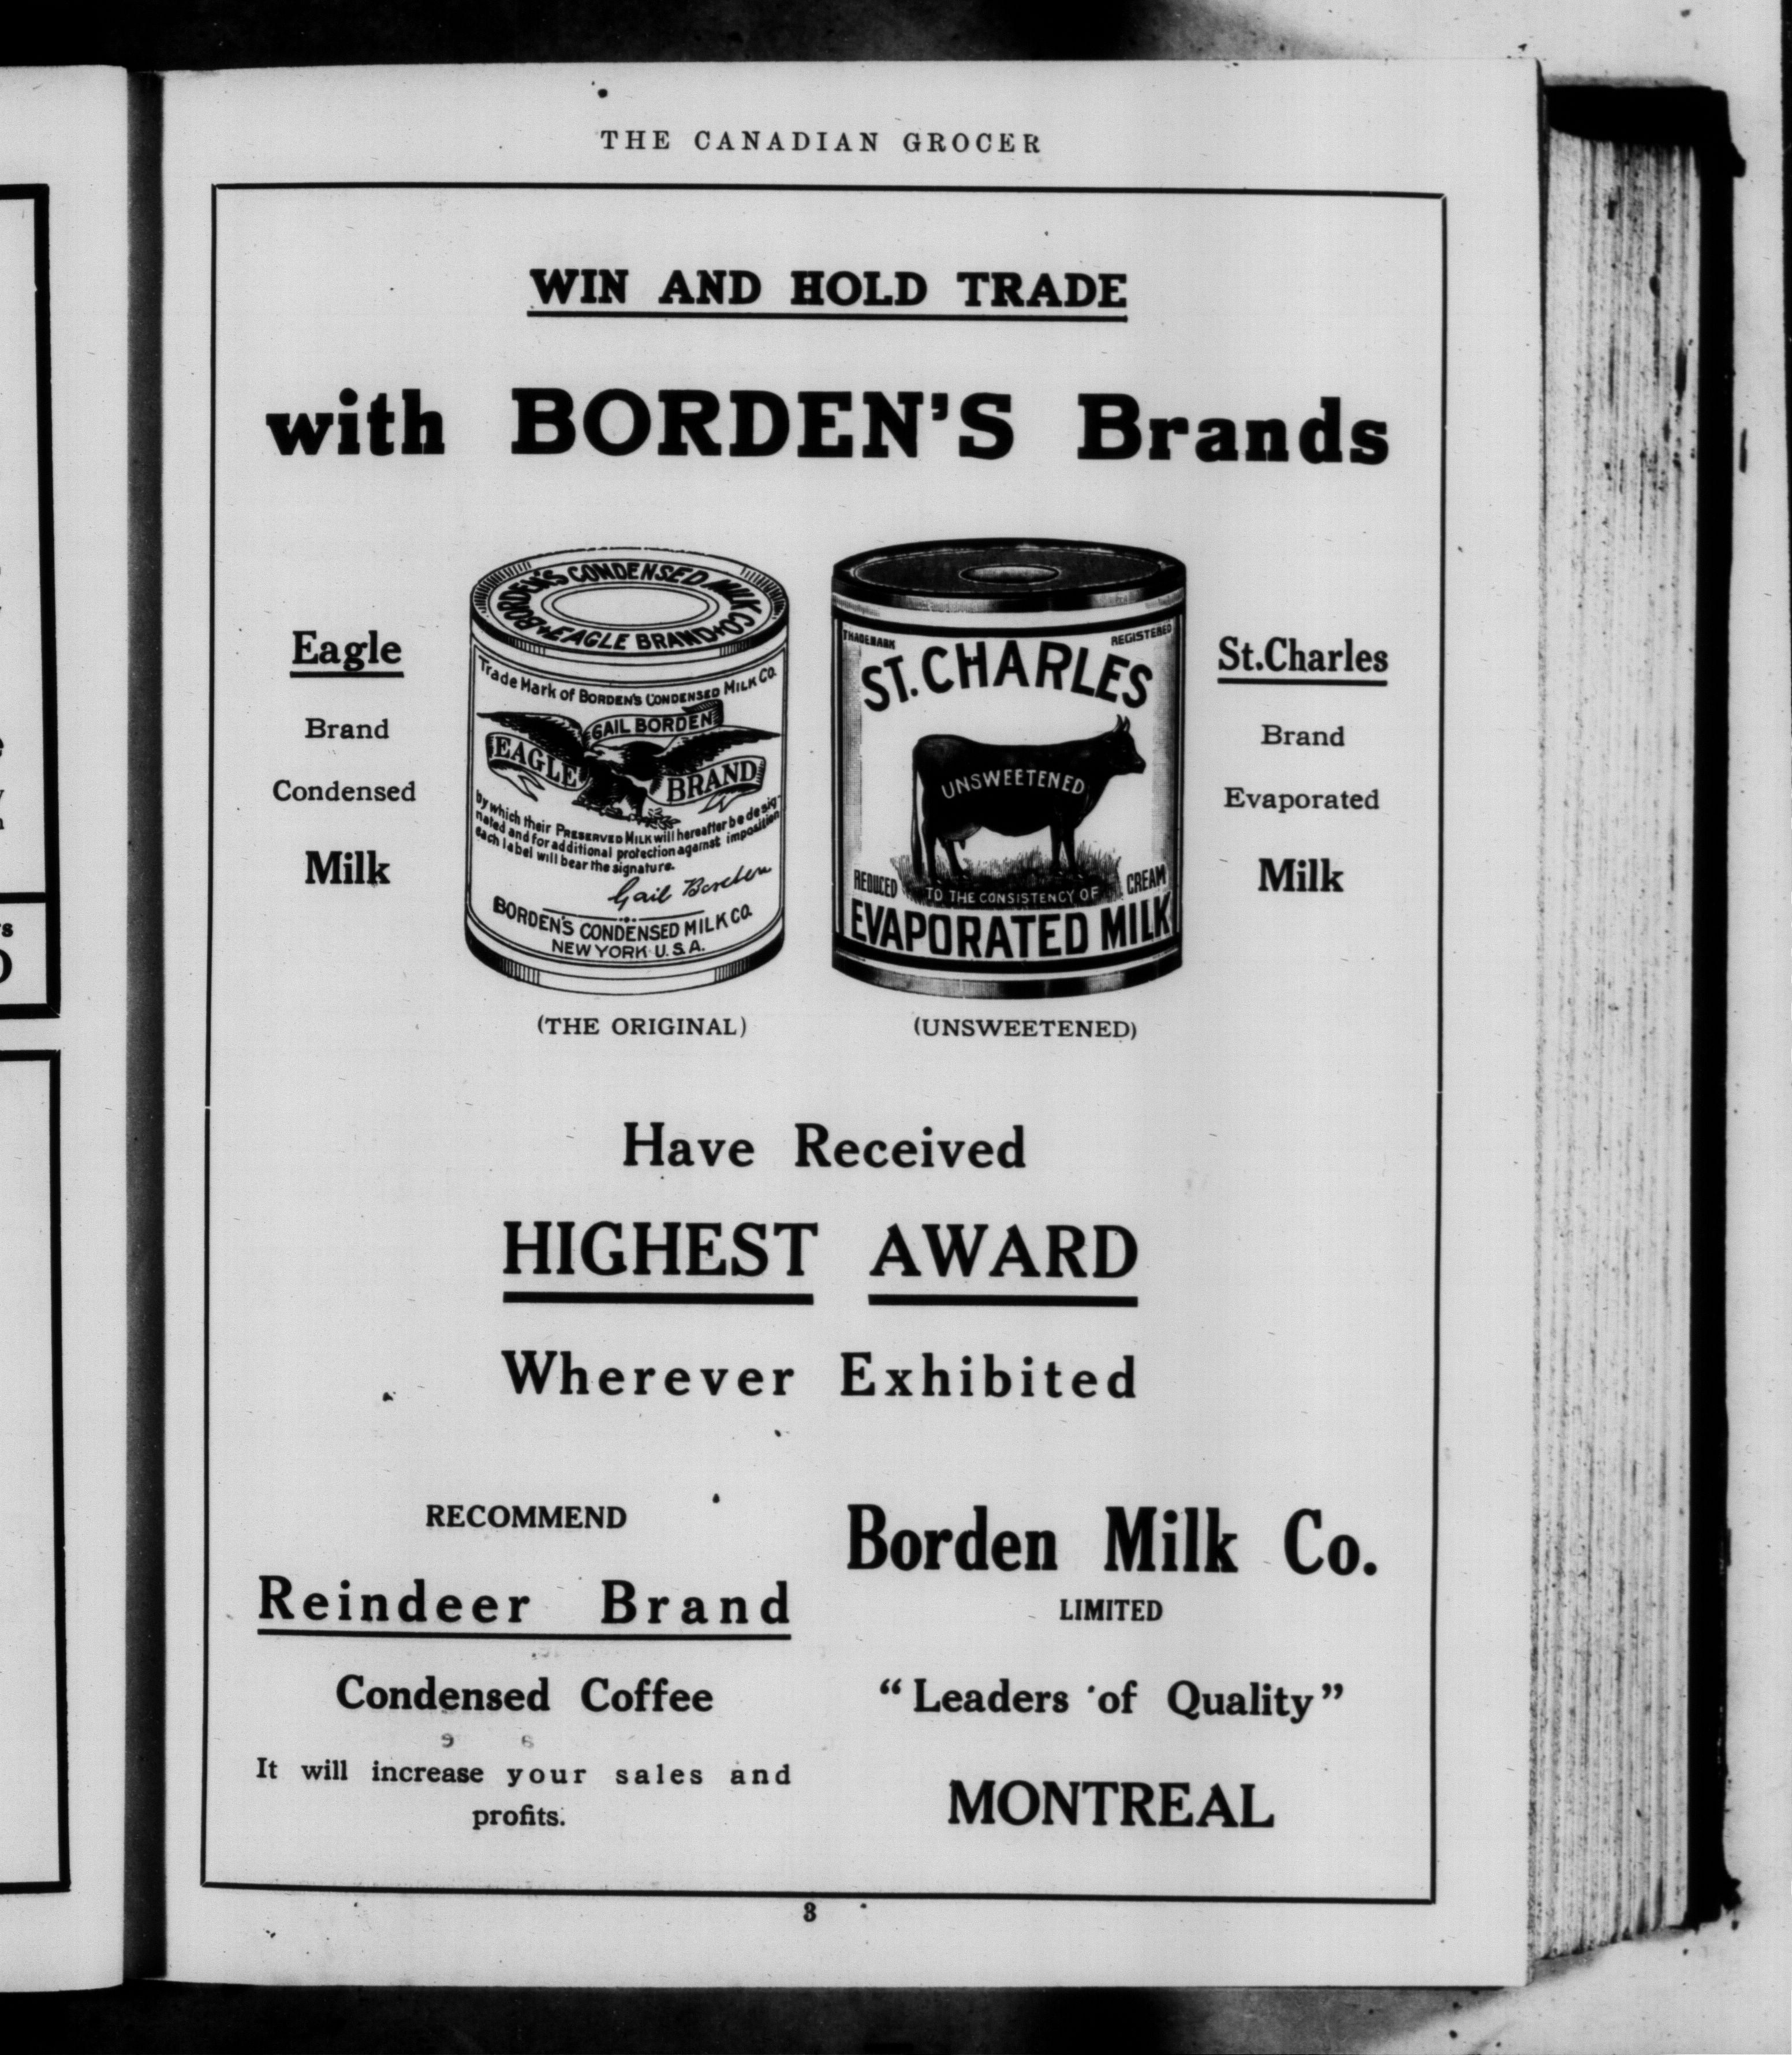 THE CANADIAN GROCER
WIN AND HOLD TRADE
with BORDEN'S Brands
Eagle
Brand
Condensed
Milk
BORDEN'S CONDENSED MILK CO
EAGLE BRAND
Trade Mark of BORDEN'S CONDENSED MILK CO.
GAIL BORDEN
EAGLE BRAND
by which their PRESERVED MILK will hereafter be desig-
nated and for additional protection against imposition
each label will bear the signature.
Gail Borden
BORDEN'S CONDENSED MILK CO.
NEW YORK U.S.A.
(THE ORIGINAL)
TRADEMARK REGISTERED
ST. CHARLES
UNSWEETENED
REDUCED TO THE CONSISTENCY OF CREAM
EVAPORATED MILK
(UNSWEETENED)
St.Charles
Brand
Evaporated
Milk
Have Received
HIGHEST AWARD
Wherever Exhibited
RECOMMEND
Reindeer Brand
Condensed Coffee
It will increase your sales and
profits.
Borden Milk Co.
LIMITED
"Leaders of Quality"
MONTREAL
3